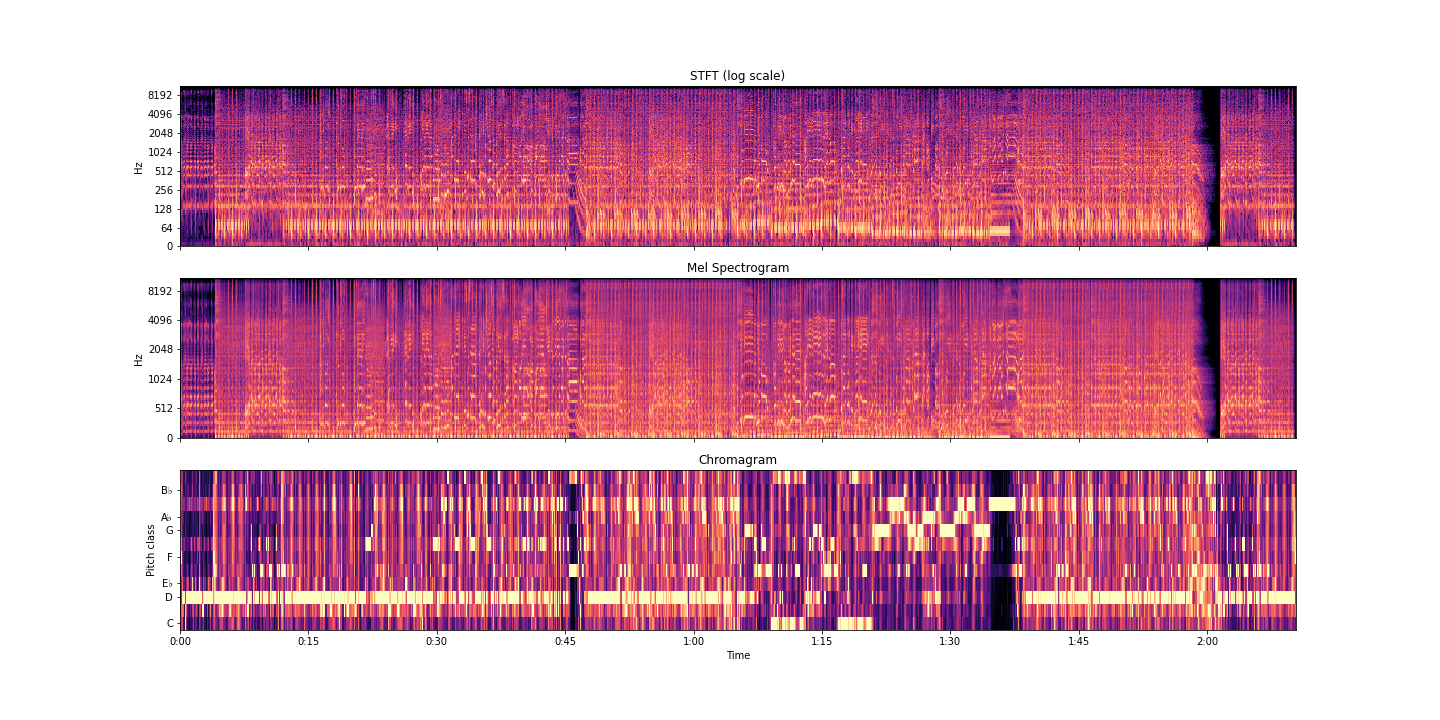 STFT (log scale)
8192
4096
2048
1024
512
256
128
64
0
Hz
Mel Spectrogram
8192
4096
2048
1024
512
0
Hz
Chromagram
B♭
A♭
G
F
E♭
D
C
Pitch class
0:00 0:15 0:30 0:45 1:00 1:15 1:30 1:45 2:00
Time